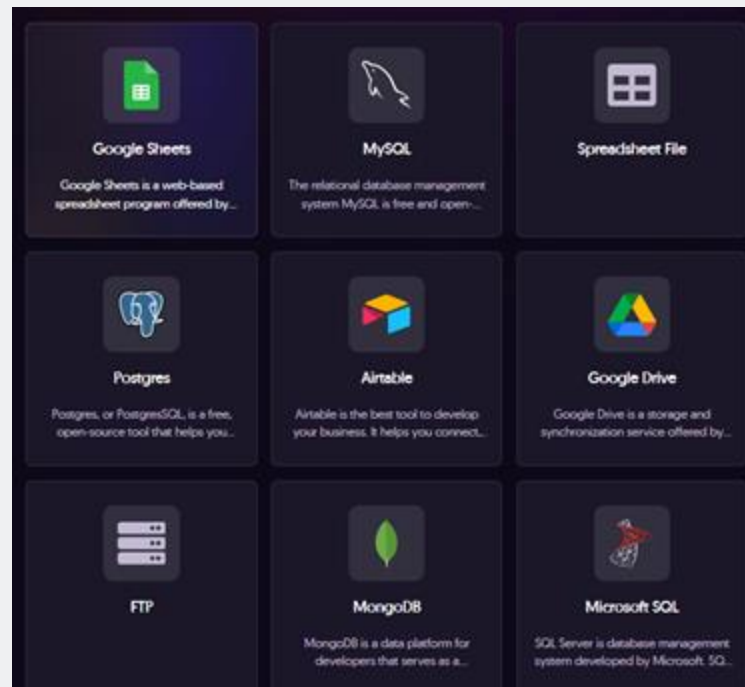 Google Sheets
Google Sheets is a web-based
spreadsheet program offered by...
MySQL
The relational database management
system MySQL is free and open-...
Spreadsheet File
Postgres
Postgres, or PostgresSQL, is a free,
open-source tool that helps you...
Airtable
Airtable is the best tool to develop
your business. It helps you connect,...
Google Drive
Google Drive is a storage and
synchronization service offered by...
FTP
MongoDB
MongoDB is a data platform for
developers that serves as a...
Microsoft SQL
SQL Server is database management
system developed by Microsoft. SQ...